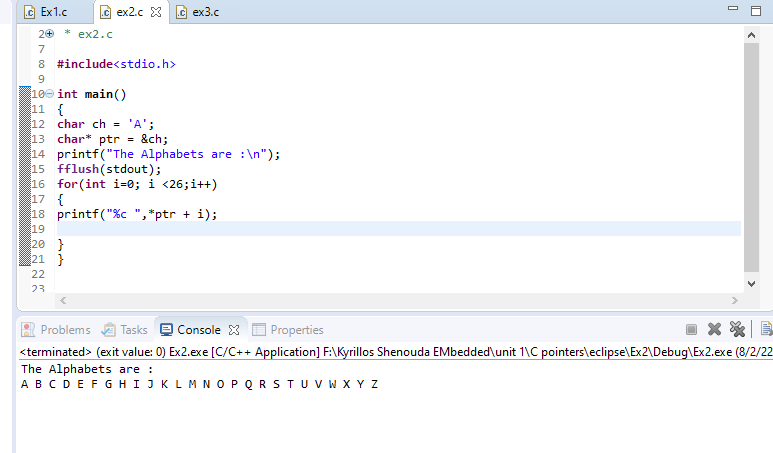 Ex1.c ex2.c ex3.c
2 * ex2.c
7
8 #include<stdio.h>
9
10 int main()
11 {
12 char ch = 'A';
13 char* ptr = &ch;
14 printf("The Alphabets are :\n");
15 fflush(stdout);
16 for(int i=0; i <26;i++)
17 {
18 printf("%c ",*ptr + i);
19
20 }
21 }
22
23
Problems Tasks Console Properties
<terminated> (exit value: 0) Ex2.exe [C/C++ Application] F:\Kyrillos Shenouda EMbedded\unit 1\C pointers\eclipse\Ex2\Debug\Ex2.exe (8/2/22
The Alphabets are :
A B C D E F G H I J K L M N O P Q R S T U V W X Y Z